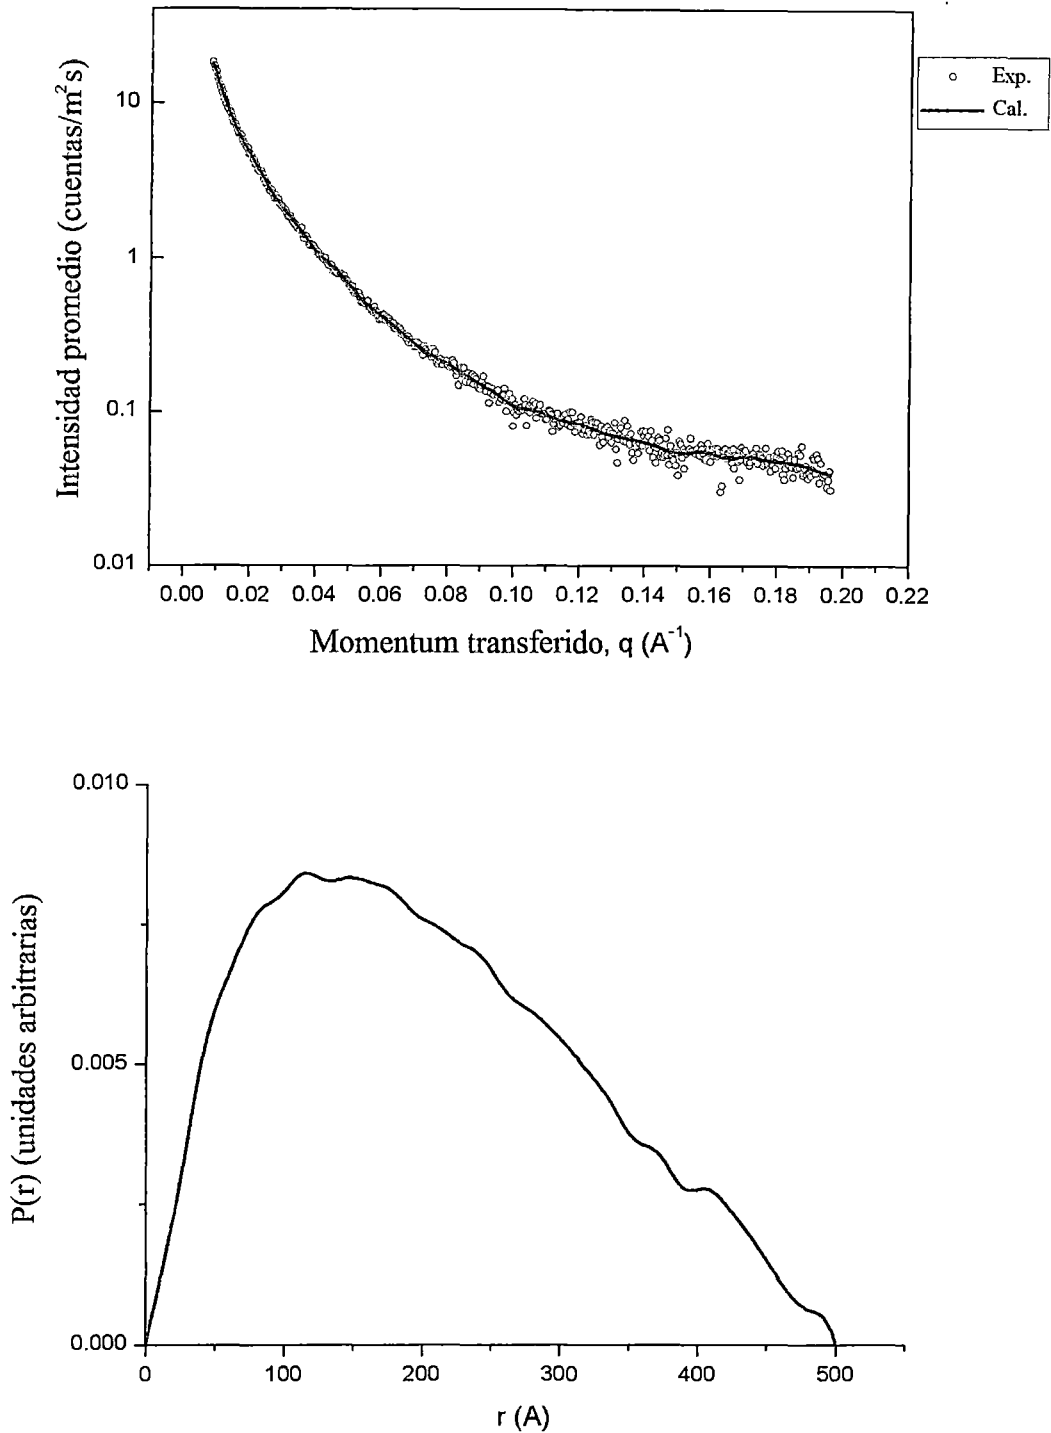 Exp.
Cal.
Intensidad promedio (cuentas/m²s)
10
1
0.1
0.01
0.00 0.02 0.04 0.06 0.08 0.10 0.12 0.14 0.16 0.18 0.20 0.22
Momentum transferido, q (A⁻¹)
P(r) (unidades arbitrarias)
0.010
0.005
0.000
0 100 200 300 400 500
r (A)